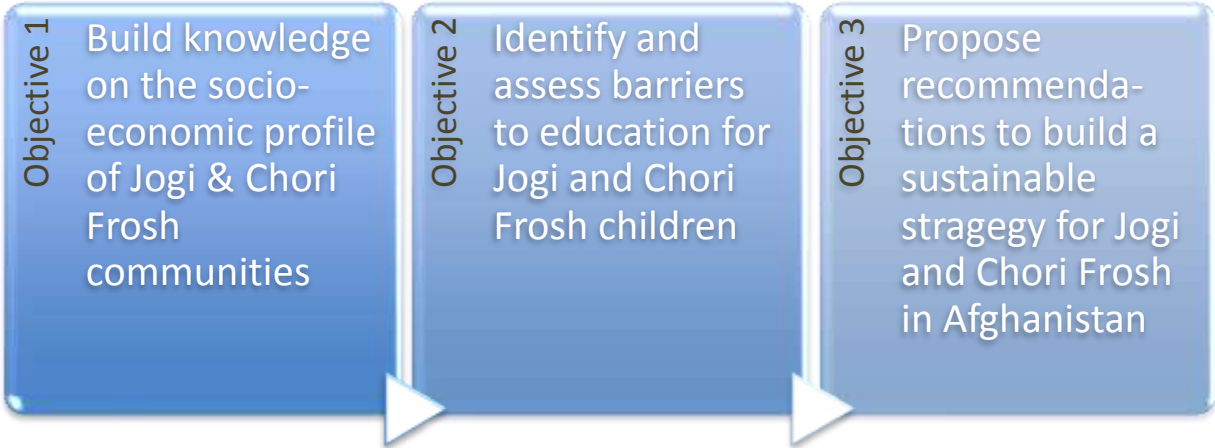 Objective 1
Build knowledge
on the socio-
economic profile
of Jogi & Chori
Frosh
communities
Objective 2
Identify and
assess barriers
to education for
Jogi and Chori
Frosh children
Objective 3
Propose
recommenda-
tions to build a
sustainable
stragegy for Jogi
and Chori Frosh
in Afghanistan